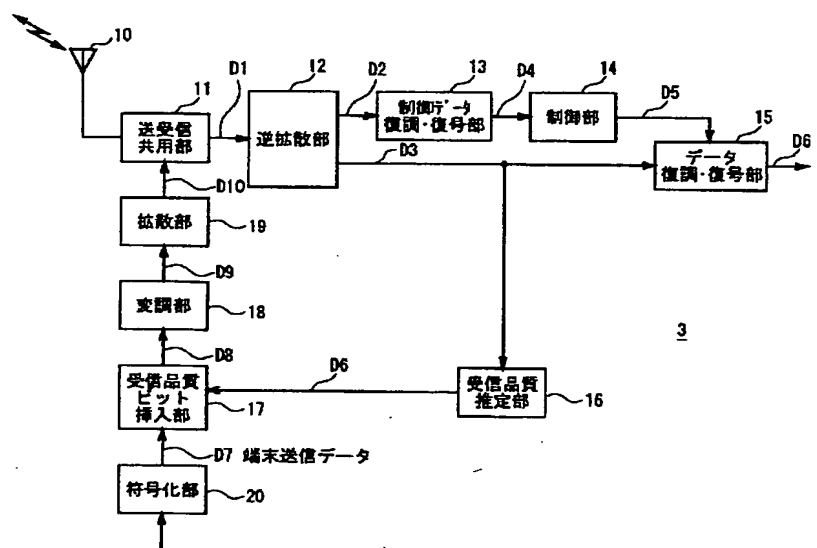 10
11
送受信
共用部
D1
12
逆拡散部
D2
13
制御データ
復調・復号部
D4
14
制御部
D5
15
データ
復調・復号部
D6
D3
D10
拡散部
19
D9
変調部
18
3
D8
D6
受信品質
ビット
挿入部
17
受信品質
推定部
16
D7 端末送信データ
符号化部
20